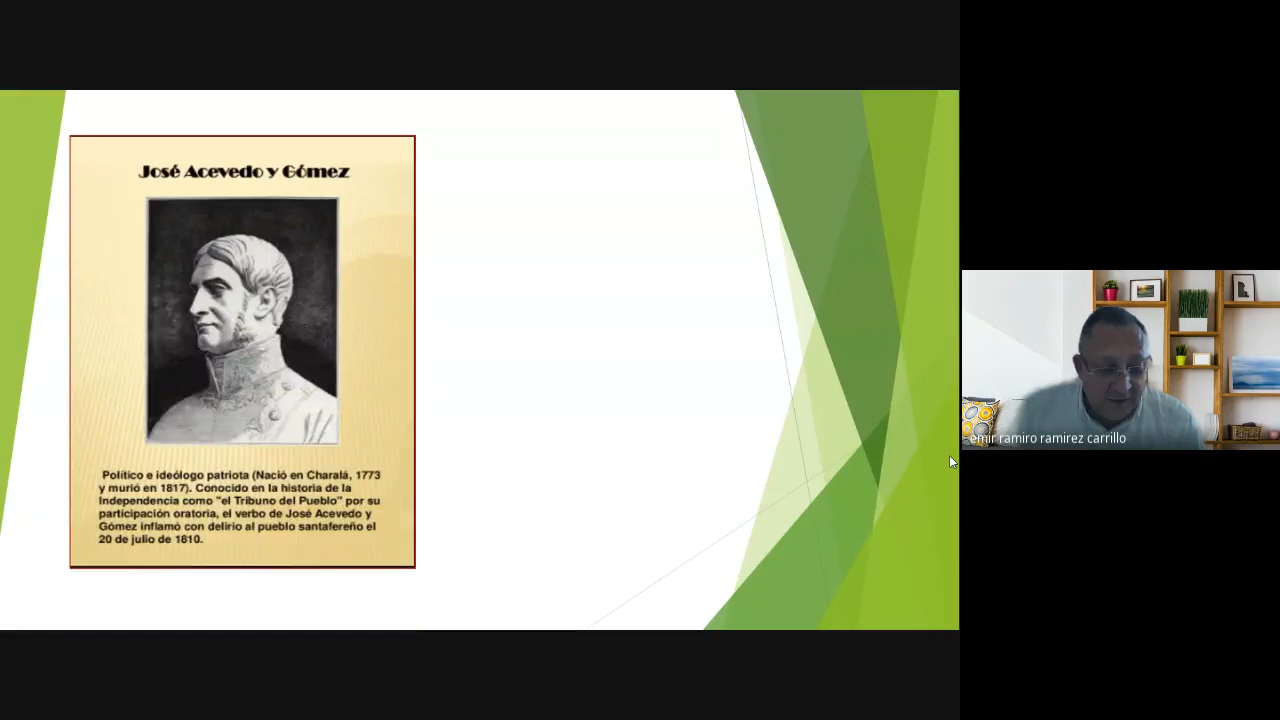 José Acevedo y Gómez
Político e ideólogo patriota (Nació en Charalá, 1773
y murió en 1817). Conocido en la historia de la
Independencia como "el Tribuno del Pueblo" por su
participación oratoria, el verbo de José Acevedo y
Gómez inflamó con delirio al pueblo santafereño el
20 de julio de 1810.
emir ramiro ramirez carrillo